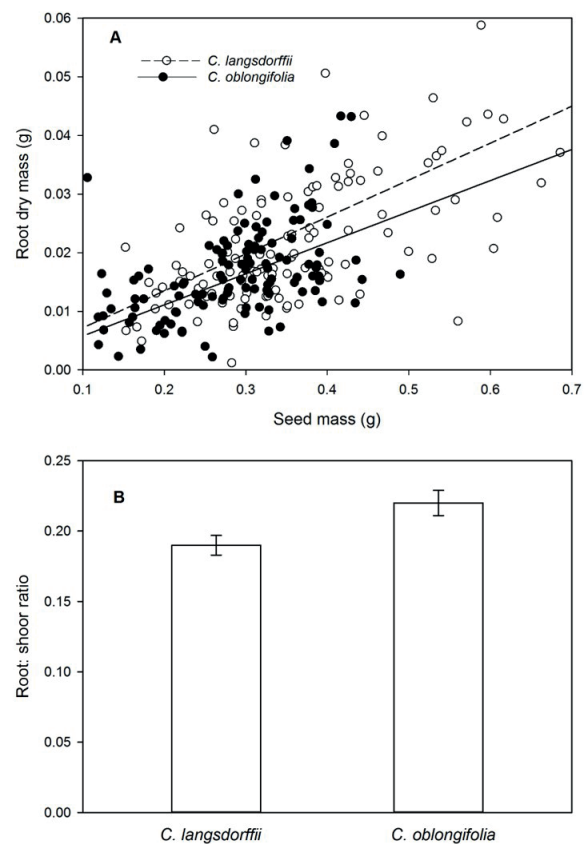 0.06
A
C. langsdorffii
C. oblongifolia
0.05
0.04
0.03
0.02
0.01
0.00
Root dry mass (g)
0.1 0.2 0.3 0.4 0.5 0.6 0.7
Seed mass (g)
0.25
B
0.20
0.15
0.10
0.05
0.00
Root: shoor ratio
C. langsdorffii C. oblongifolia